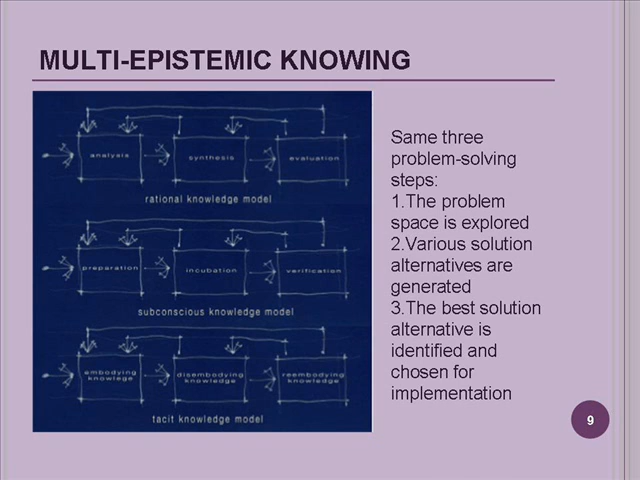 MULTI-EPISTEMIC KNOWING
analysis
synthesis
evaluation
rational knowledge model
preparation
incubation
verification
subconscious knowledge model
embodying
knowlege
disembodying
knowledge
reembodying
knowledge
tacit knowledge model
Same three
problem-solving
steps:
1.The problem
space is explored
2.Various solution
alternatives are
generated
3.The best solution
alternative is
identified and
chosen for
implementation
9